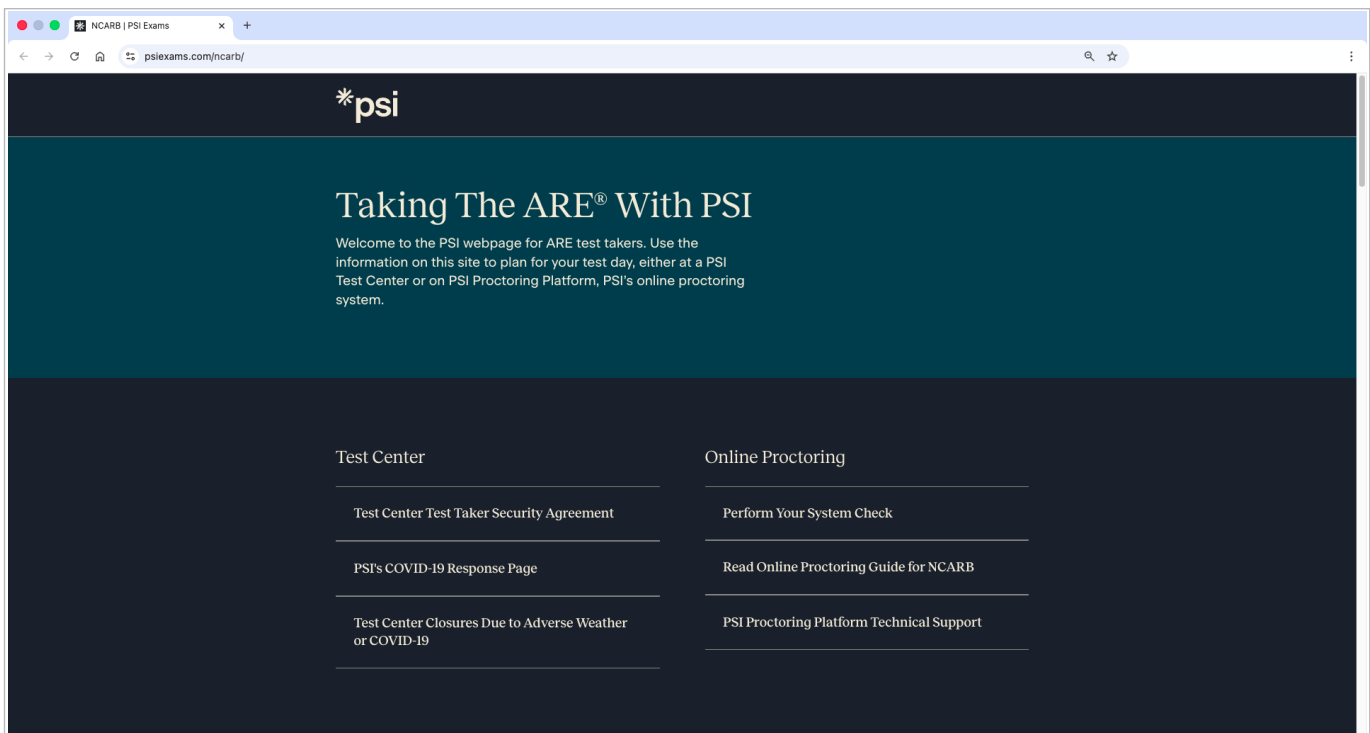 NCARB | PSI Exams
psiexams.com/ncarb/
*psi
Taking The ARE® With PSI
Welcome to the PSI webpage for ARE test takers. Use the
information on this site to plan for your test day, either at a PSI
Test Center or on PSI Proctoring Platform, PSI's online proctoring
system.
Test Center
Test Center Test Taker Security Agreement
PSI's COVID-19 Response Page
Test Center Closures Due to Adverse Weather
or COVID-19
Online Proctoring
Perform Your System Check
Read Online Proctoring Guide for NCARB
PSI Proctoring Platform Technical Support